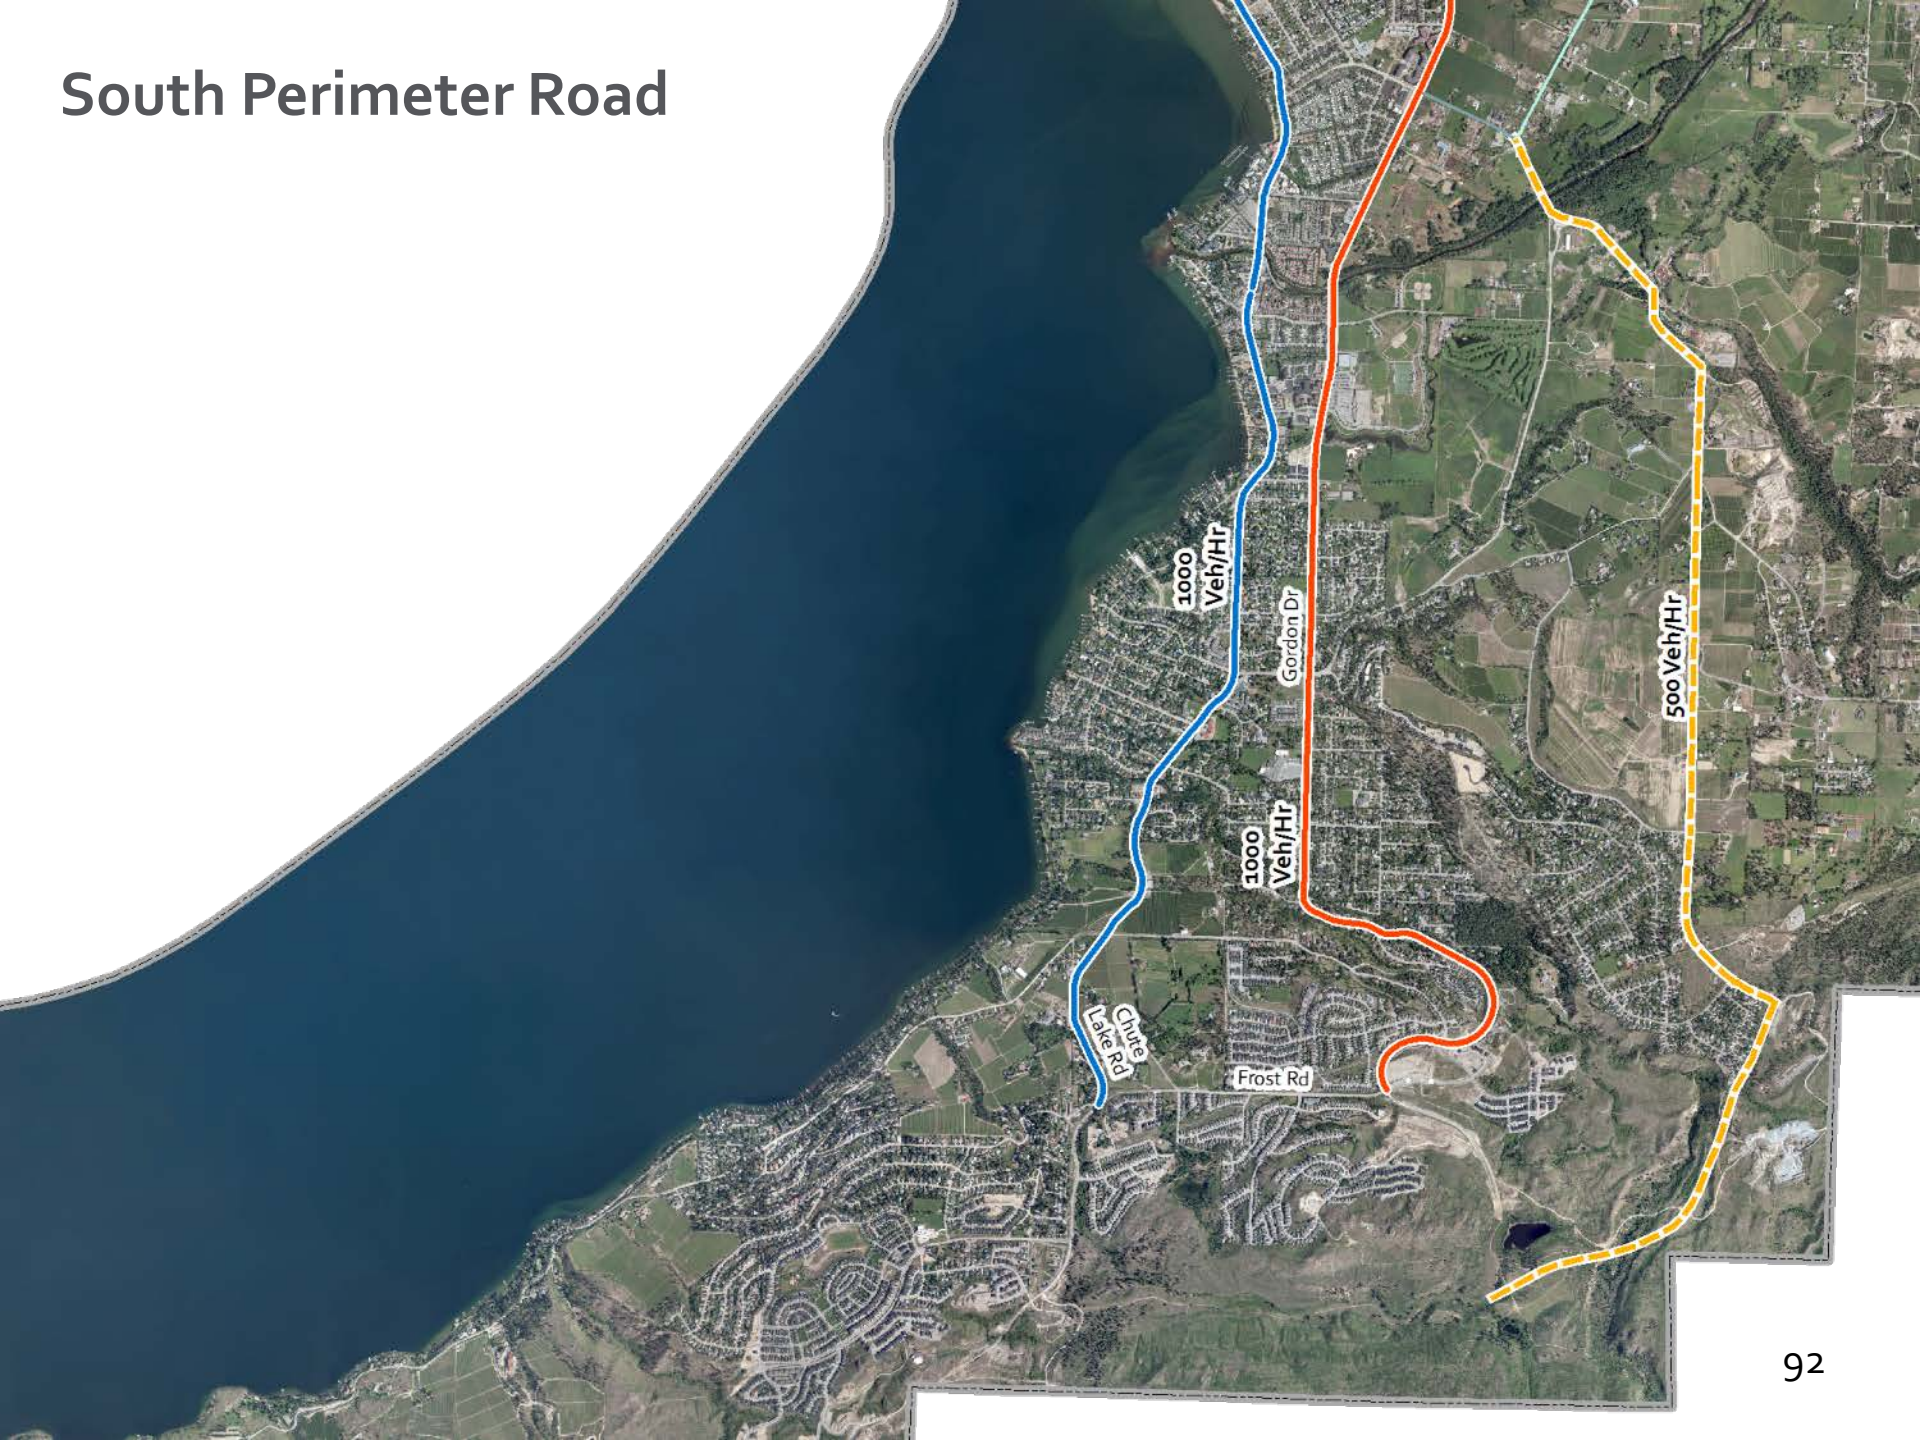 South Perimeter Road
1000
Veh/Hr
Gordon Dr
500 Veh/Hr
1000
Veh/Hr
Chute
Lake Rd
Frost Rd
92